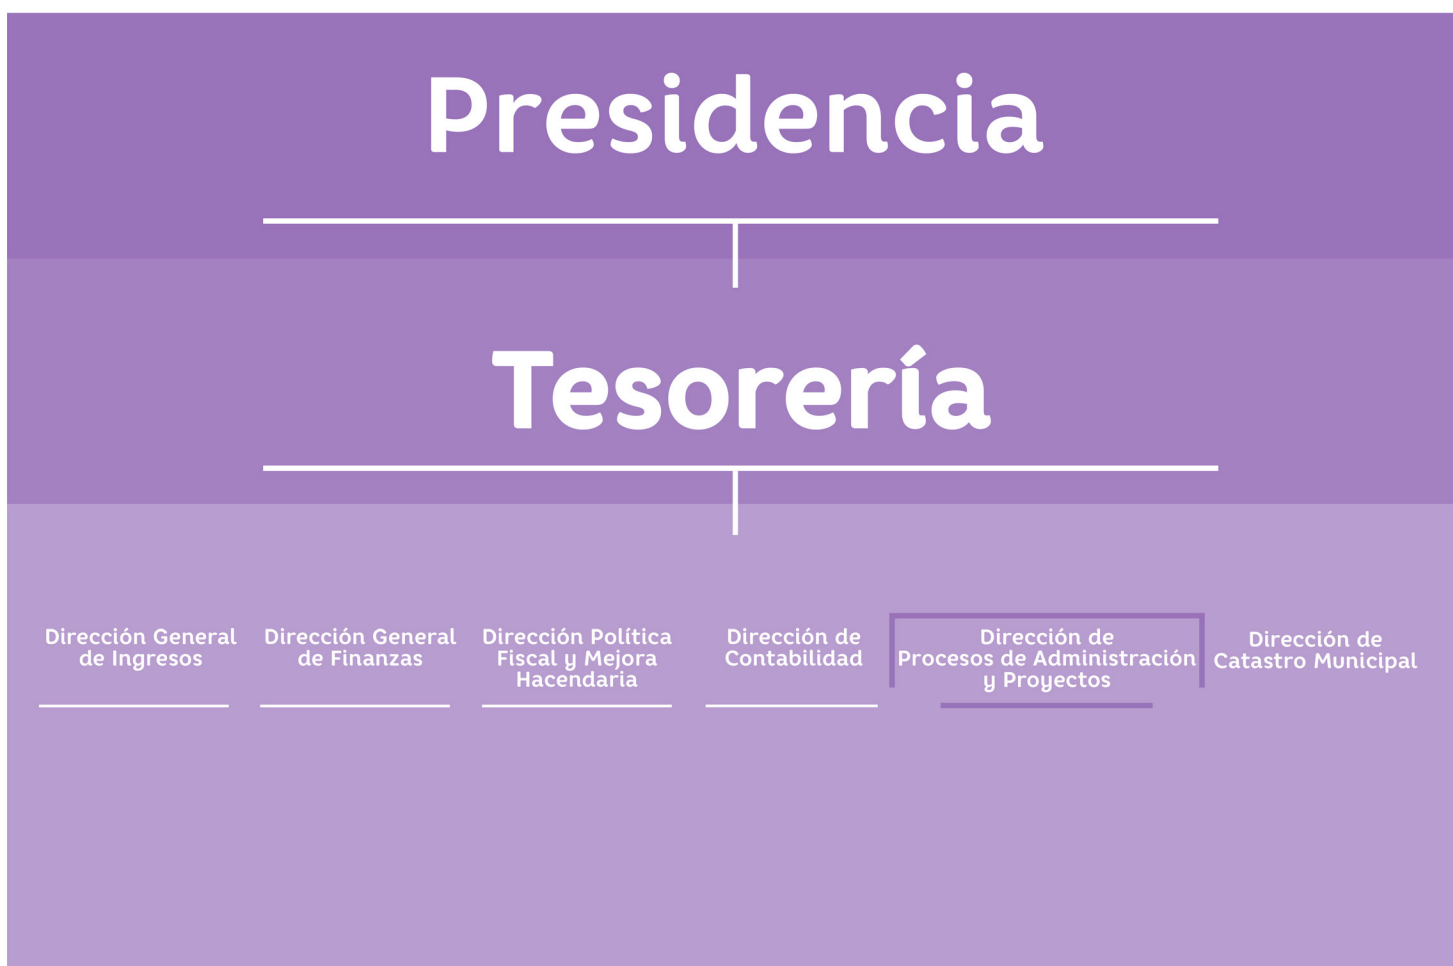 Presidencia
Tesorería
Dirección General
de Ingresos
Dirección General
de Finanzas
Dirección Política
Fiscal y Mejora
Hacendaria
Dirección de
Contabilidad
Dirección de
Procesos de Administración
y Proyectos
Dirección de
Catastro Municipal